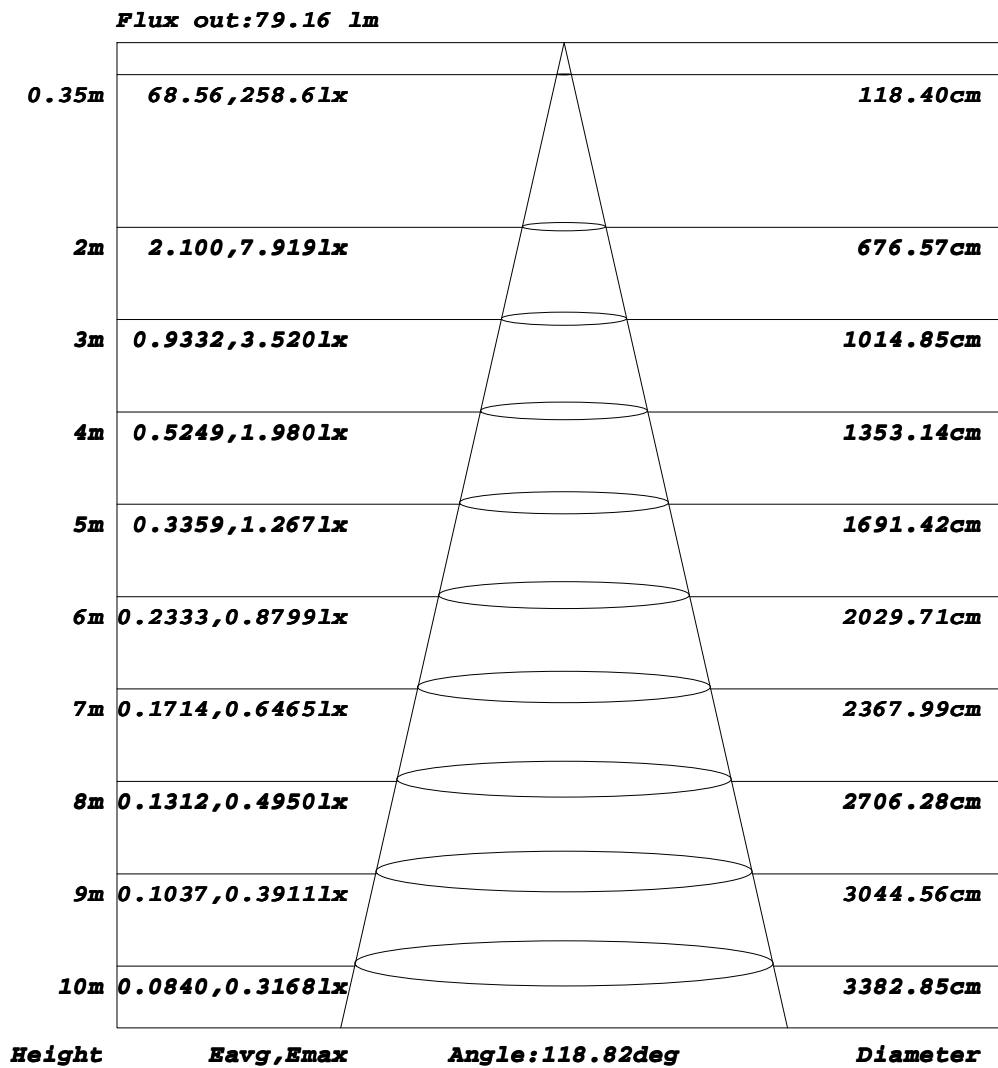 Flux out:79.16 lm
0.35m 68.56,258.6lx 118.40cm
2m 2.100,7.919lx 676.57cm
3m 0.9332,3.520lx 1014.85cm
4m 0.5249,1.980lx 1353.14cm
5m 0.3359,1.267lx 1691.42cm
6m 0.2333,0.8799lx 2029.71cm
7m 0.1714,0.6465lx 2367.99cm
8m 0.1312,0.4950lx 2706.28cm
9m 0.1037,0.3911lx 3044.56cm
10m 0.0840,0.3168lx 3382.85cm
Height Eavg,Emax Angle:118.82deg Diameter